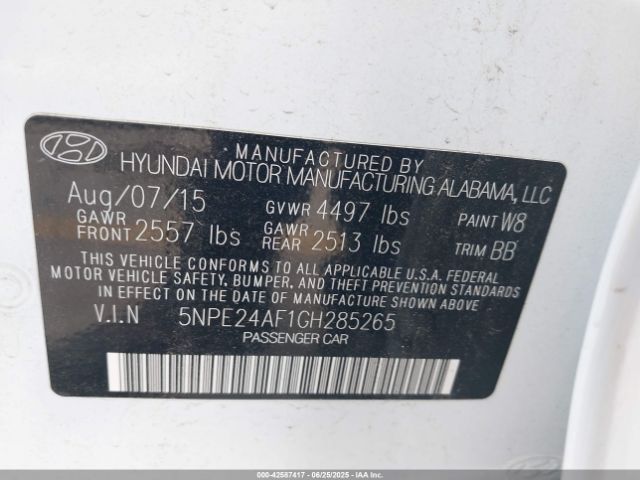 MANUFACTURED BY
HYUNDAI MOTOR MANUFACTURING ALABAMA, LLC
Aug/07/15 GVWR 4497 lbs PAINT W8
GAWR FRONT 2557 lbs GAWR REAR 2513 lbs TRIM BB
THIS VEHICLE CONFORMS TO ALL APPLICABLE U.S.A. FEDERAL
MOTOR VEHICLE SAFETY, BUMPER, AND THEFT PREVENTION STANDARDS
IN EFFECT ON THE DATE OF MANUFACTURE SHOWN ABOVE.
V.I.N 5NPE24AF1GH285265
PASSENGER CAR
000-42587417 - 06/25/2025 - COPYRIGHT IAA, LLC.